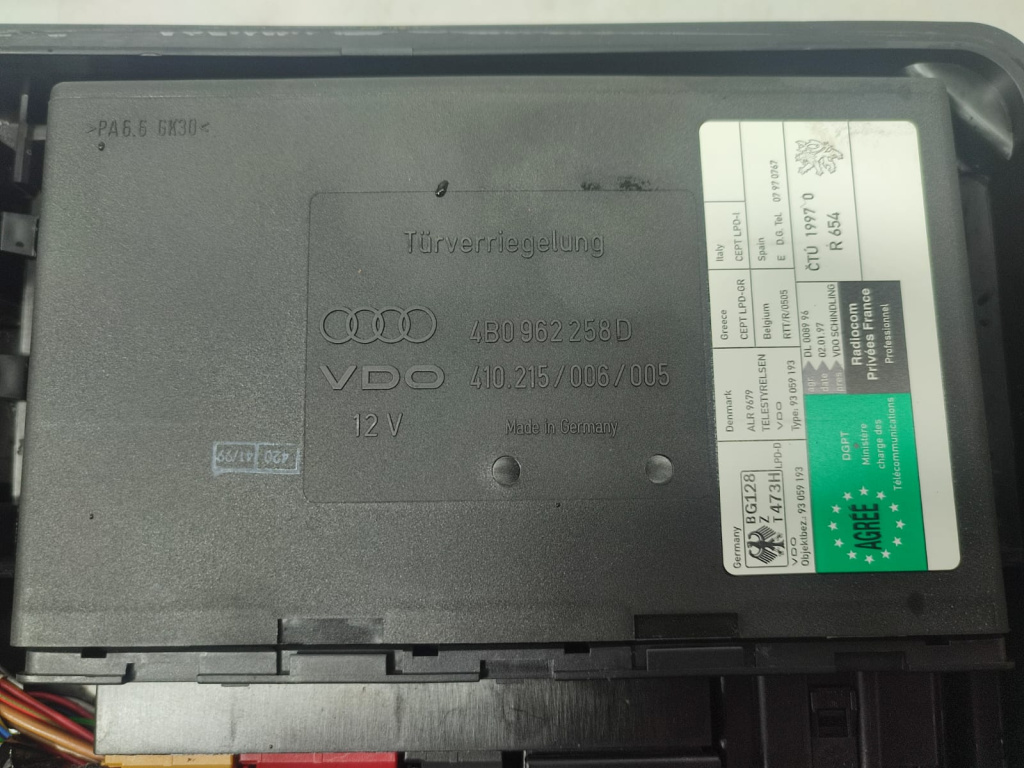 >PA6.6 GK30<
Türverriegelung
4B0 962 258 D
VDO 410.215/006/005
12 V
Made in Germany
420 41/99
Italy
CEPT LPD-I
Spain
E D.G. Tel. 07 97 0767
ČTÚ 1997 0
R 654
Greece
CEPT LPD-GR
Belgium
RTT/R/0505
agr. DL 0089 96
date 02.01.97
VDO SCHINDLING
Radiocom
Privées France
Professionnel
Denmark
ALR 9679
TELESTYRELSEN
VDO
Type: 93 059 193
DGPT
Ministère
chargé des
Télécommunications
AGRÉÉ
Germany
BG128
Z
T473H
LPD-D
VDO
Objektbez.: 93 059 193